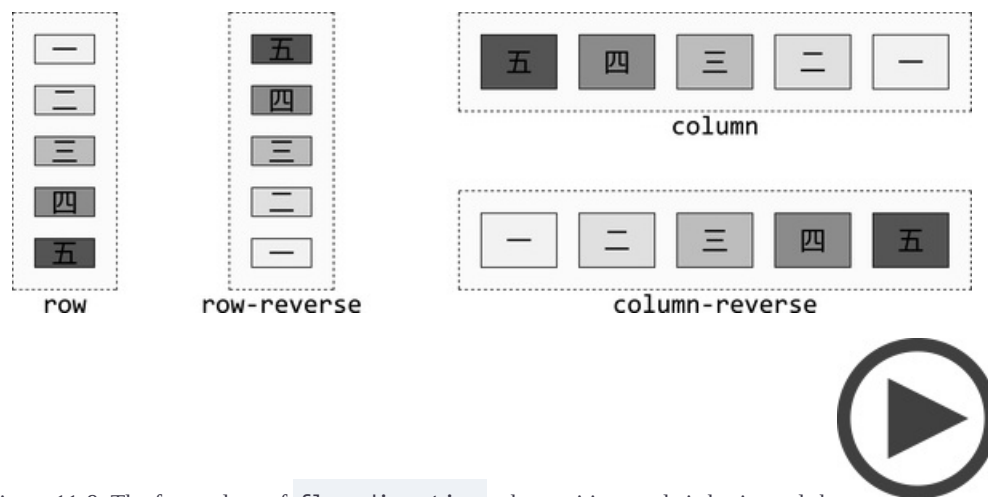 一
二
三
四
五
row
五
四
三
二
一
row-reverse
五 四 三 二 一
column
一 二 三 四 五
column-reverse